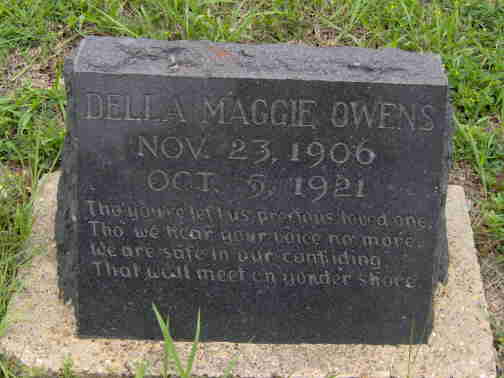 DELLA MAGGIE OWENS
NOV. 23, 1906
OCT. 5, 1921
Tho you've left us precious loved one.
Tho we hear your voice no more.
We are safe in our confiding
That we'll meet on yonder shore